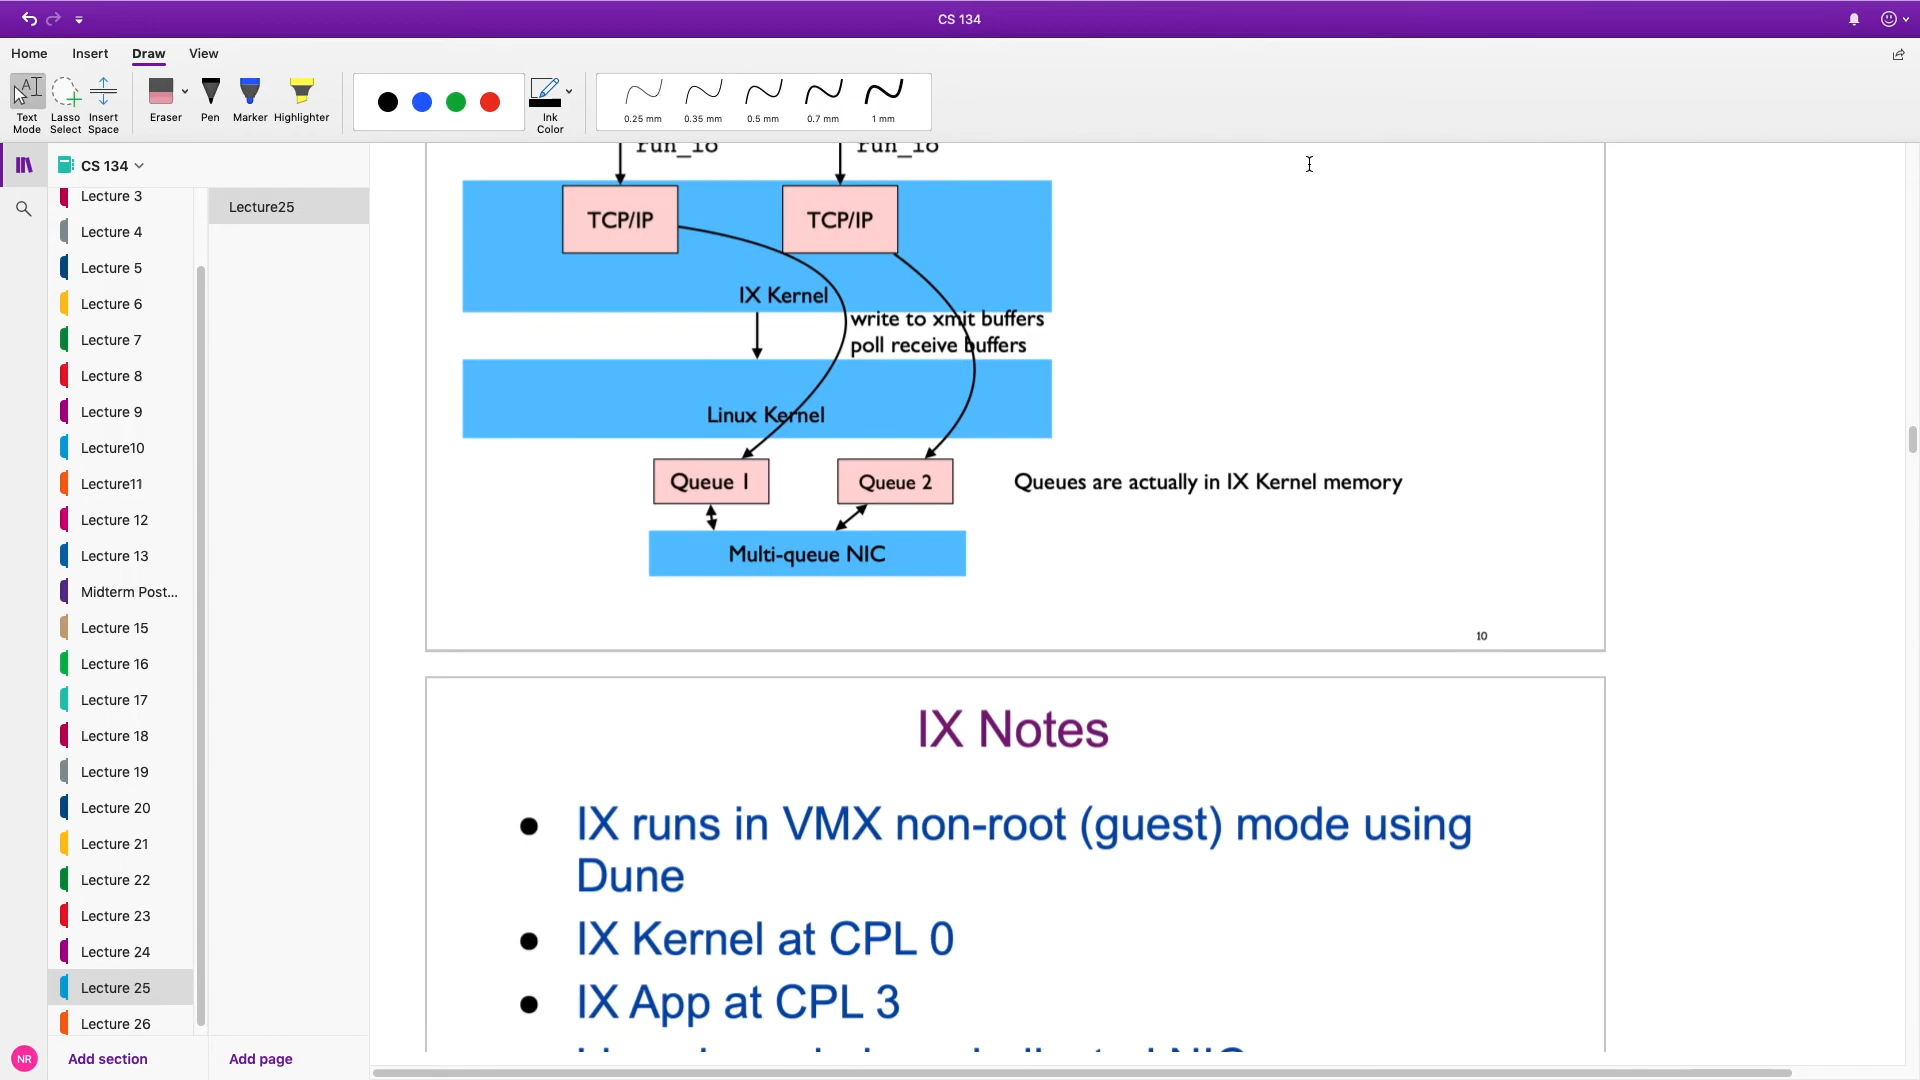 CS 134
Home
Insert
Draw
View
Text
Mode
Lasso
Select
Insert
Space
Eraser
Pen
Marker
Highlighter
Ink
Color
0.25 mm
0.35 mm
0.5 mm
0.7 mm
1 mm
CS 134
Lecture 3
Lecture 4
Lecture 5
Lecture 6
Lecture 7
Lecture 8
Lecture 9
Lecture10
Lecture11
Lecture 12
Lecture 13
Midterm Post...
Lecture 15
Lecture 16
Lecture 17
Lecture 18
Lecture 19
Lecture 20
Lecture 21
Lecture 22
Lecture 23
Lecture 24
Lecture 25
Lecture 26
NR
Add section
Lecture25
Add page
run_io
run_io
TCP/IP
TCP/IP
IX Kernel
write to xmit buffers
poll receive buffers
Linux Kernel
Queue 1
Queue 2
Queues are actually in IX Kernel memory
Multi-queue NIC
10
IX Notes
• IX runs in VMX non-root (guest) mode using
Dune
• IX Kernel at CPL 0
• IX App at CPL 3